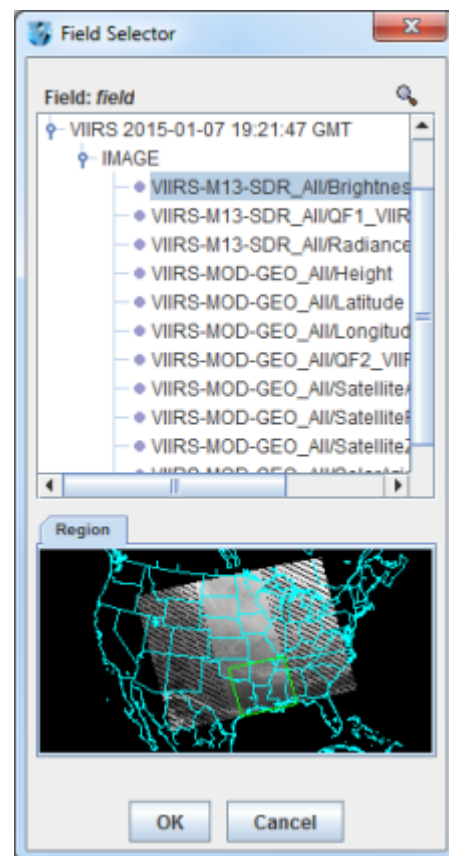 Field Selector
Field: field
VIIRS 2015-01-07 19:21:47 GMT
IMAGE
VIIRS-M13-SDR_All/Brightnes
VIIRS-M13-SDR_All/QF1_VIIR
VIIRS-M13-SDR_All/Radiance
VIIRS-MOD-GEO_All/Height
VIIRS-MOD-GEO_All/Latitude
VIIRS-MOD-GEO_All/Longitud
VIIRS-MOD-GEO_All/QF2_VIIF
VIIRS-MOD-GEO_All/Satellite
VIIRS-MOD-GEO_All/Satellite
VIIRS-MOD-GEO_All/Satellite
Region
OK
Cancel